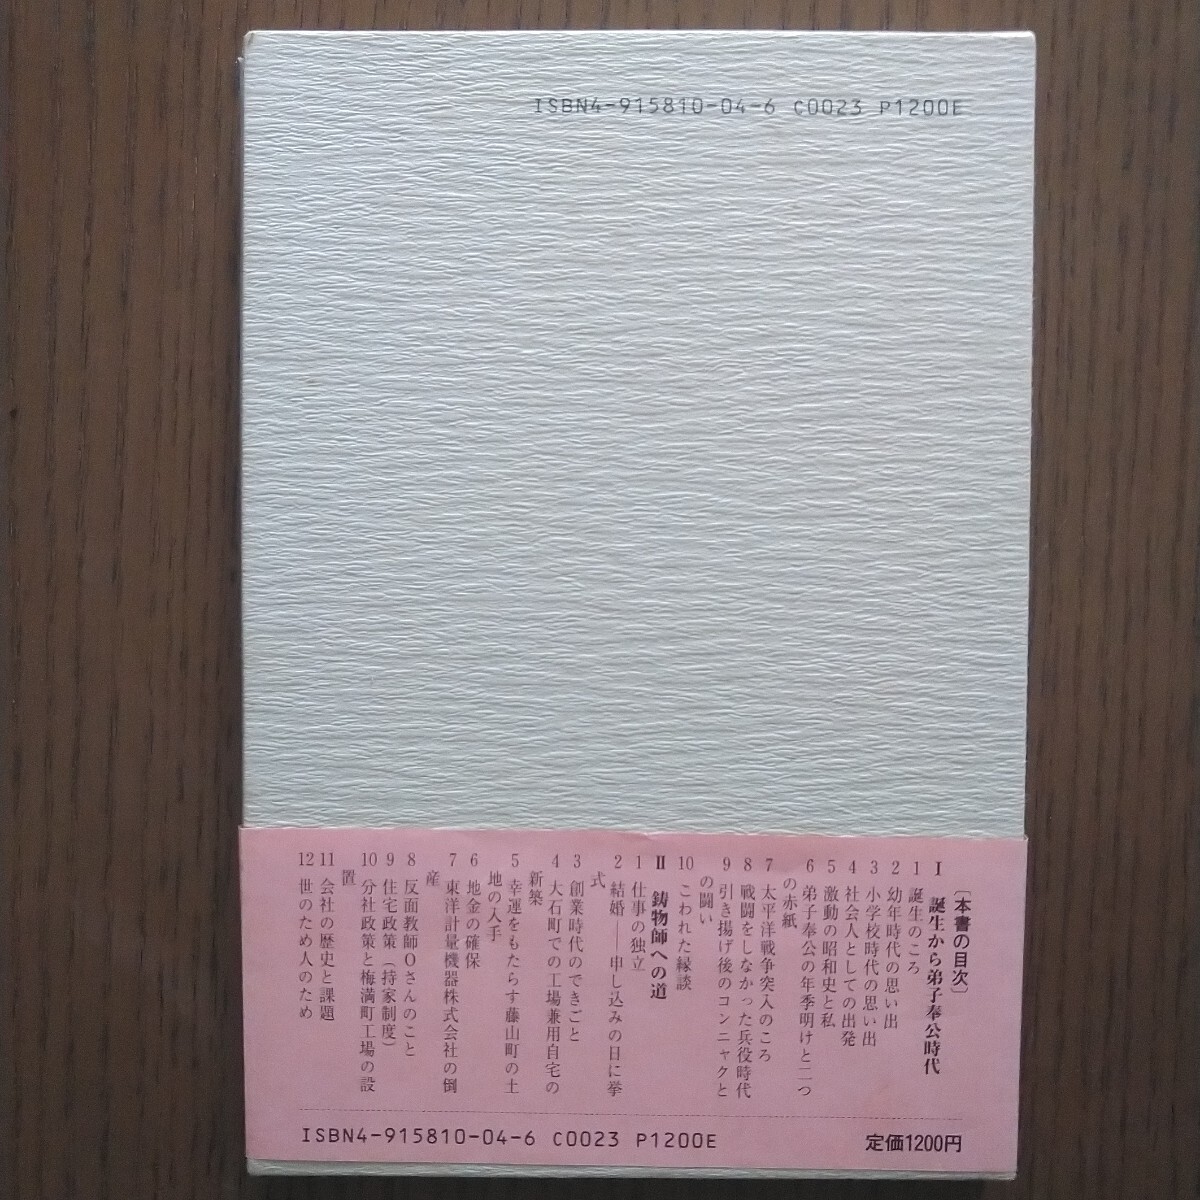 ISBN4-915810-04-6 C0023 P1200E
〔本書の目次〕
Ⅰ 誕生から弟子奉公時代
1 誕生のころ
2 幼年時代の思い出
3 小学校時代の思い出
4 社会人としての出発
5 激動の昭和史と私
6 弟子奉公の年季明けと二つ
の赤紙
7 太平洋戦争突入のころ
8 戦闘をしなかった兵役時代
9 引き揚げ後のコンニャクと
の闘い
10 こわれた縁談
Ⅱ 鋳物師への道
1 仕事の独立
2 結婚――申し込みの日に挙
式
3 創業時代のできごと
4 大石町での工場兼用自宅の
新築
5 幸運をもたらす藤山町の土
地の入手
6 地金の確保
7 東洋計量機器株式会社の倒
産
8 反面教師Oさんのこと
9 住宅政策(持家制度)
10 分社政策と梅満町工場の設
置
11 会社の歴史と課題
12 世のため人のため
ISBN4-915810-04-6 C0023 P1200E
定価1200円